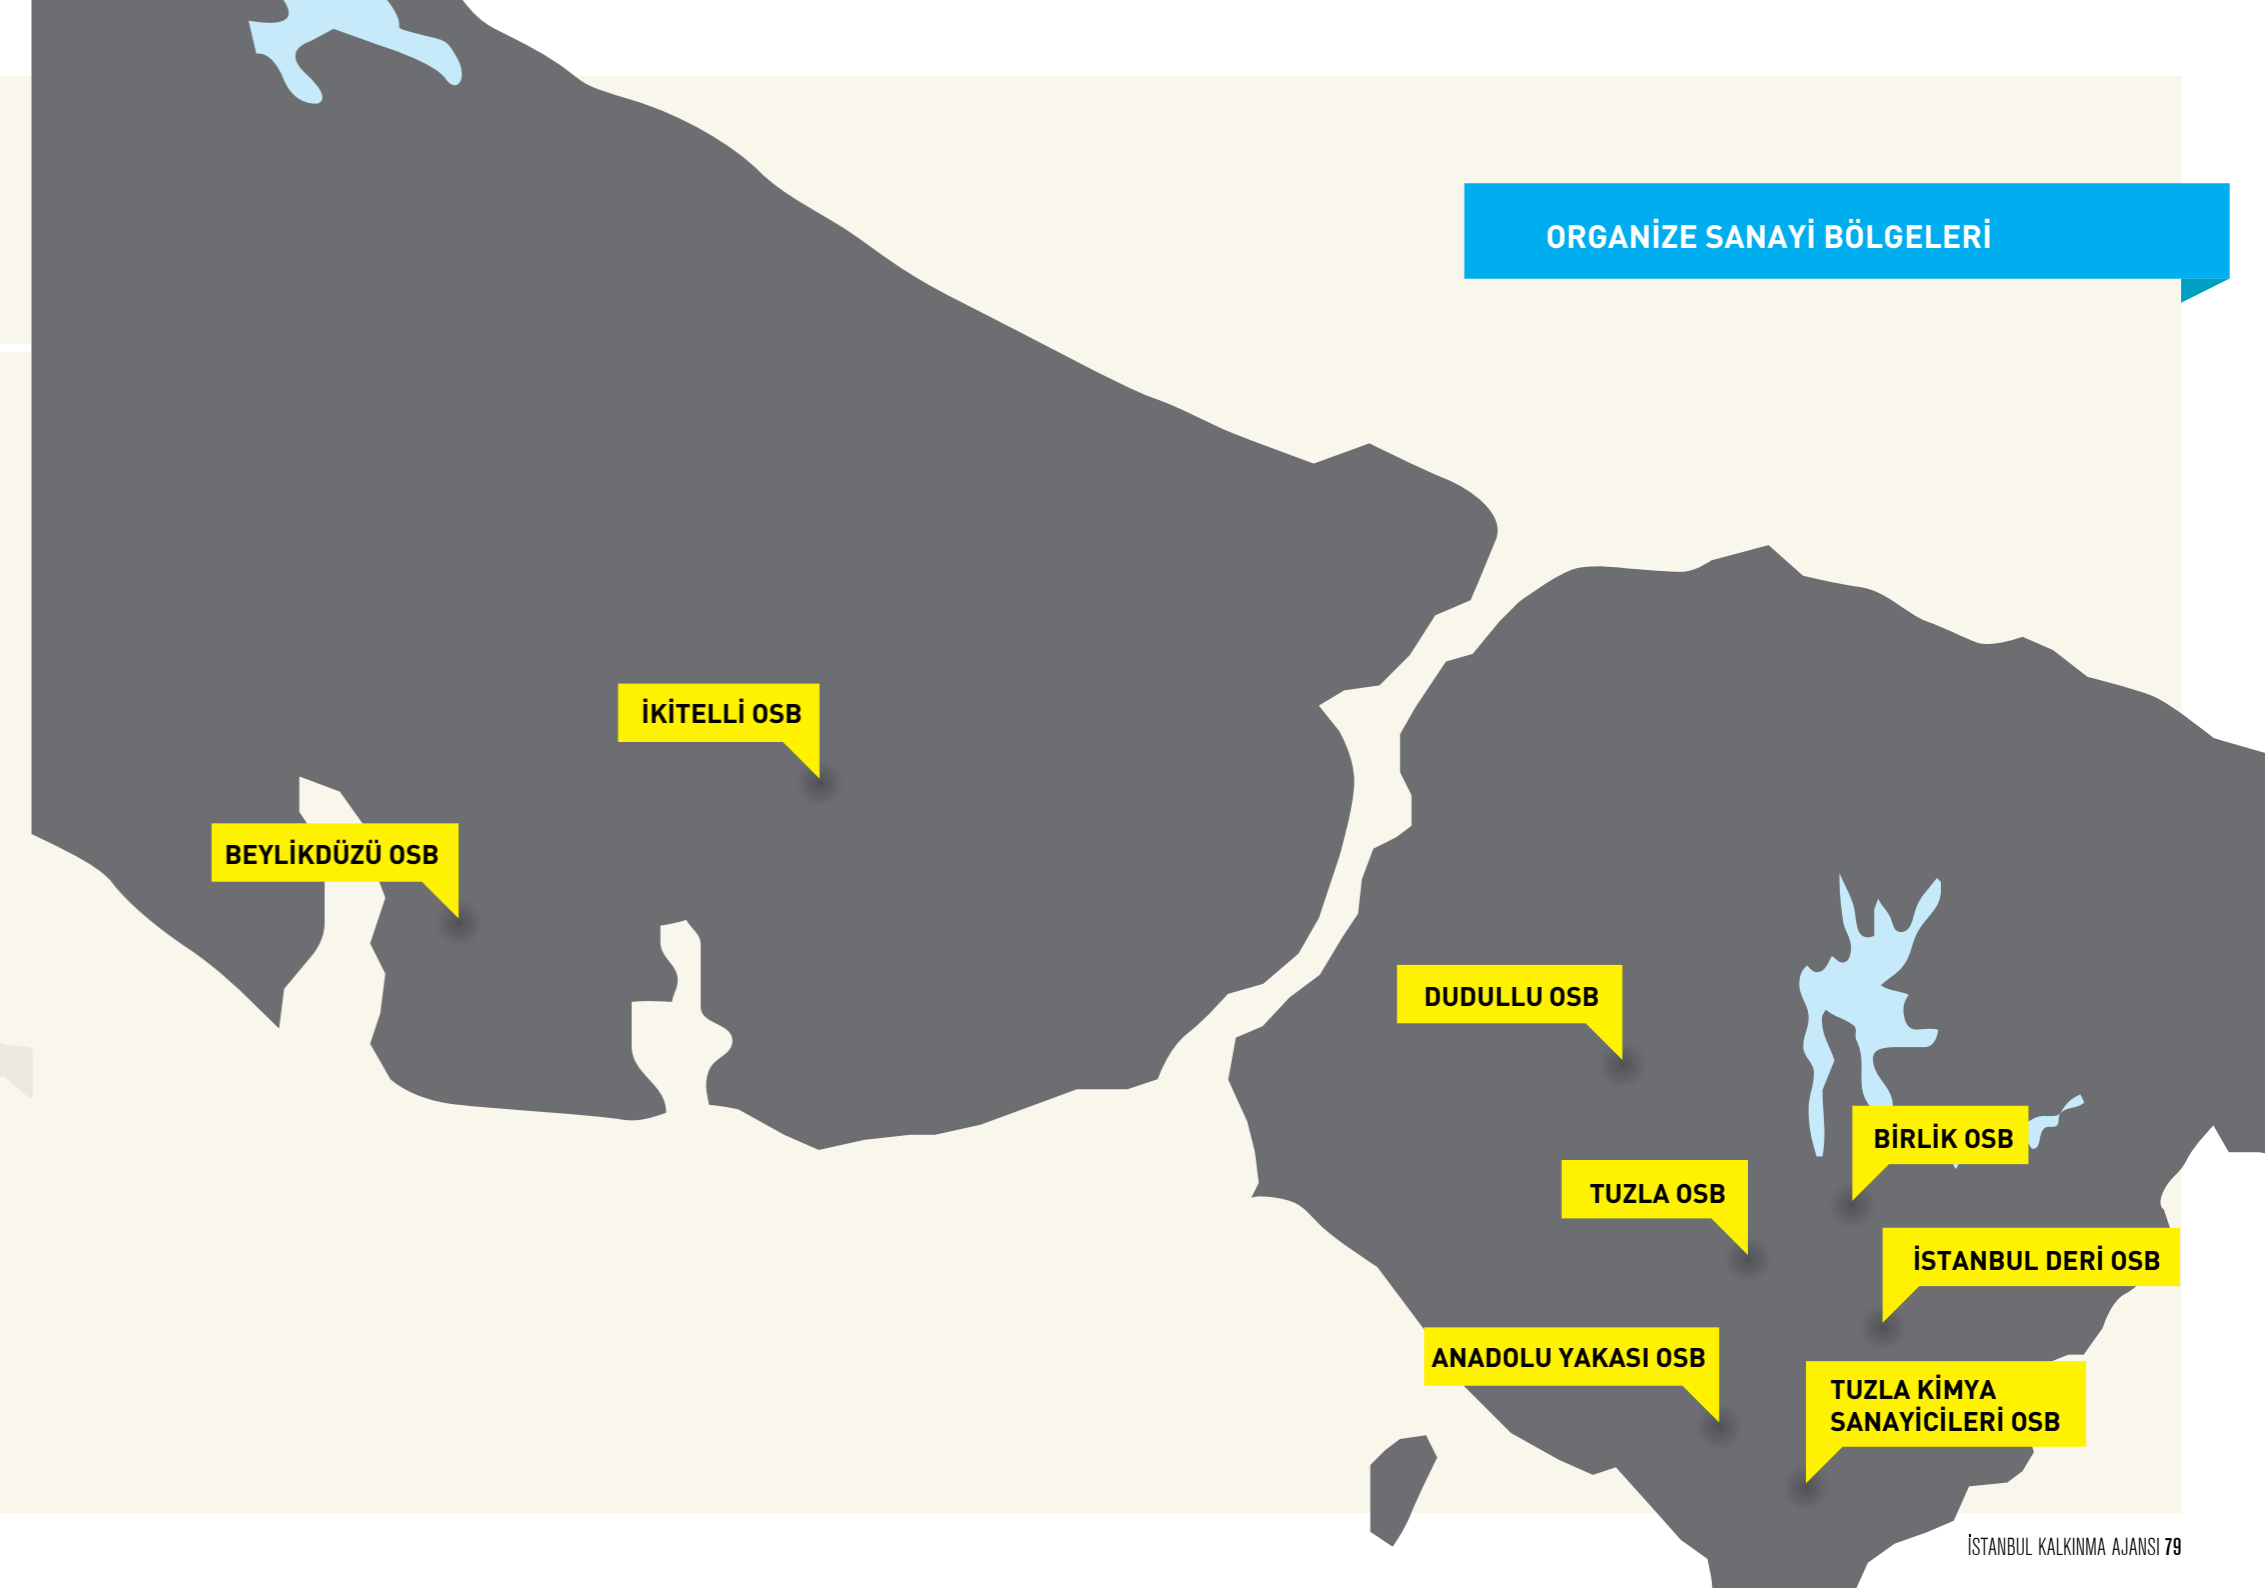 ORGANİZE SANAYİ BÖLGELERİ
İKİTELLİ OSB
BEYLİKDÜZÜ OSB
DUDULLU OSB
BİRLİK OSB
TUZLA OSB
İSTANBUL DERİ OSB
ANADOLU YAKASI OSB
TUZLA KİMYA
SANAYİCİLERİ OSB
İSTANBUL KALKINMA AJANSI 79